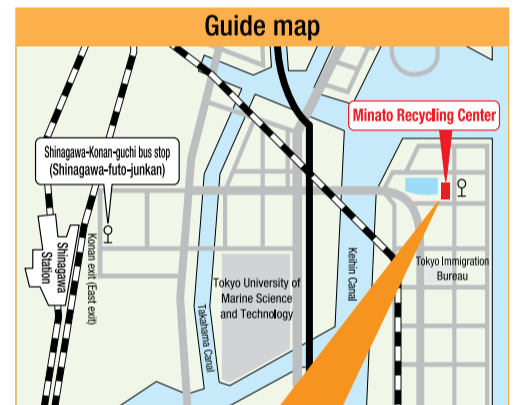 Guide map
Minato Recycling Center
Shinagawa-Konan-guchi bus stop
(Shinagawa-futo-junkan)
Shinagawa
Station
Konan exit (East exit)
Takahama Canal
Tokyo University of
Marine Science
and Technology
Keihin Canal
Tokyo Immigration
Bureau